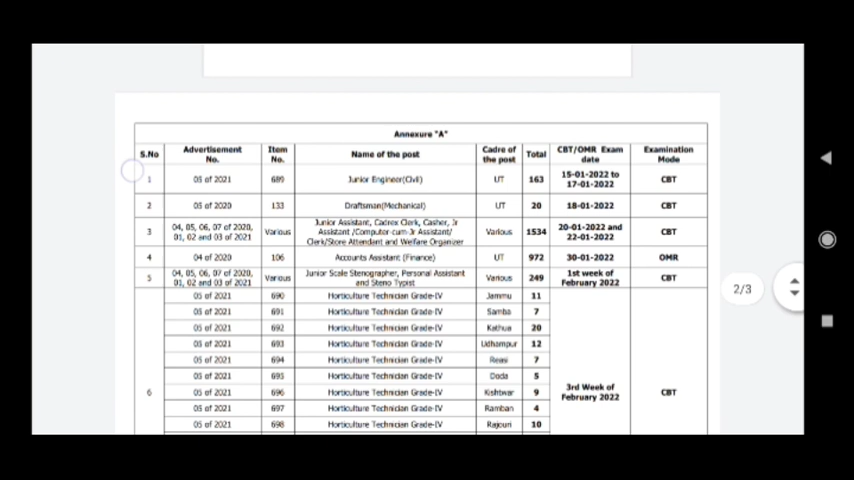 Annexure "A"
S.No Advertisement No. Item No. Name of the post Cadre of the post Total CBT/OMR Exam date Examination Mode
1 05 of 2021 689 Junior Engineer(Civil) UT 163 15-01-2022 to 17-01-2022 CBT
2 05 of 2020 133 Draftsman(Mechanical) UT 20 18-01-2022 CBT
3 04, 05, 06, 07 of 2020, 01, 02 and 03 of 2021 Various Junior Assistant, Cadrex Clerk, Casher, Jr Assistant /Computer-cum-Jr Assistant/ Clerk/Store Attendant and Welfare Organizer Various 1534 20-01-2022 and 22-01-2022 CBT
4 04 of 2020 106 Accounts Assistant (Finance) UT 972 30-01-2022 OMR
5 04, 05, 06, 07 of 2020, 01, 02 and 03 of 2021 Various Junior Scale Stenographer, Personal Assistant and Steno Typist Various 249 1st week of February 2022 CBT
05 of 2021 690 Horticulture Technician Grade-IV Jammu 11
05 of 2021 691 Horticulture Technician Grade-IV Samba 7
05 of 2021 692 Horticulture Technician Grade-IV Kathua 20
05 of 2021 693 Horticulture Technician Grade-IV Udhampur 12
05 of 2021 694 Horticulture Technician Grade-IV Reasi 7
05 of 2021 695 Horticulture Technician Grade-IV Doda 5
6 05 of 2021 696 Horticulture Technician Grade-IV Kishtwar 9 3rd Week of February 2022 CBT
05 of 2021 697 Horticulture Technician Grade-IV Ramban 4
05 of 2021 698 Horticulture Technician Grade-IV Rajouri 10
2/3